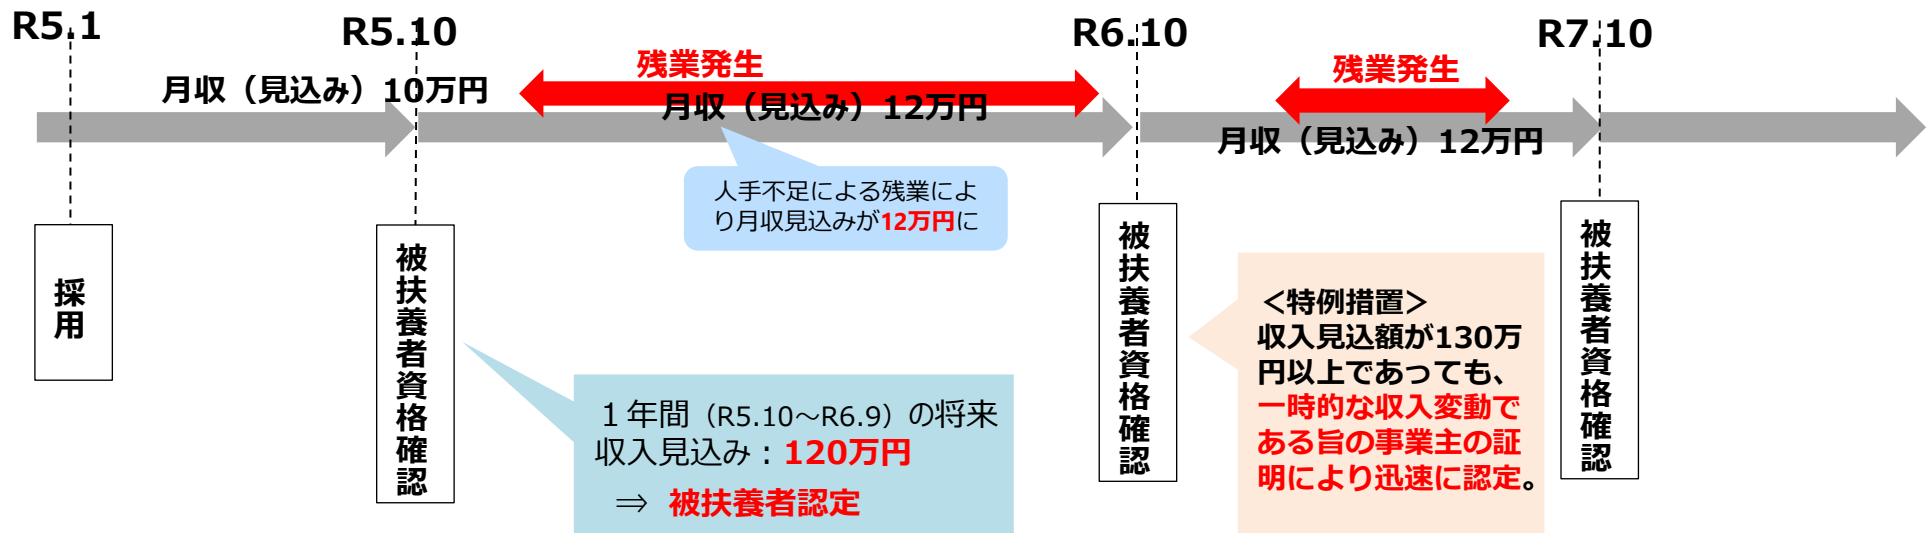 R5.1
R5.10
R6.10
R7.10
残業発生
残業発生
月収（見込み）10万円
月収（見込み）12万円
月収（見込み）12万円
人手不足による残業によ
り月収見込みが12万円に
採用
被扶養者資格確認
被扶養者資格確認
被扶養者資格確認
１年間（R5.10～R6.9）の将来
収入見込み：120万円
⇒ 被扶養者認定
＜特例措置＞
収入見込額が130万
円以上であっても、
一時的な収入変動で
ある旨の事業主の証
明により迅速に認定。